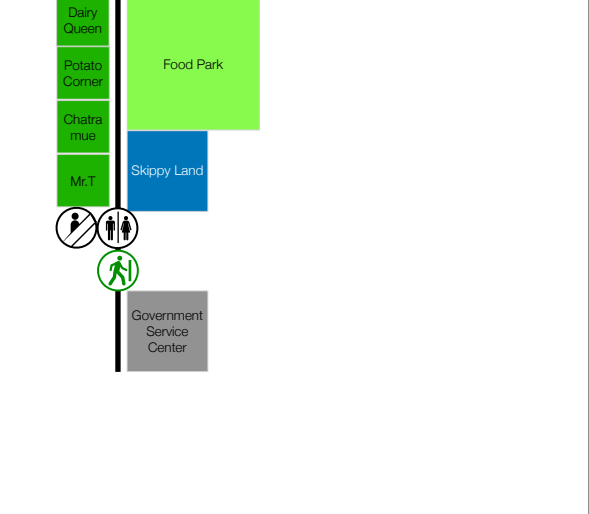 Dairy
Queen
Food Park
Potato
Corner
Chatra
mue
Skippy Land
Mr.T
Government
Service
Center